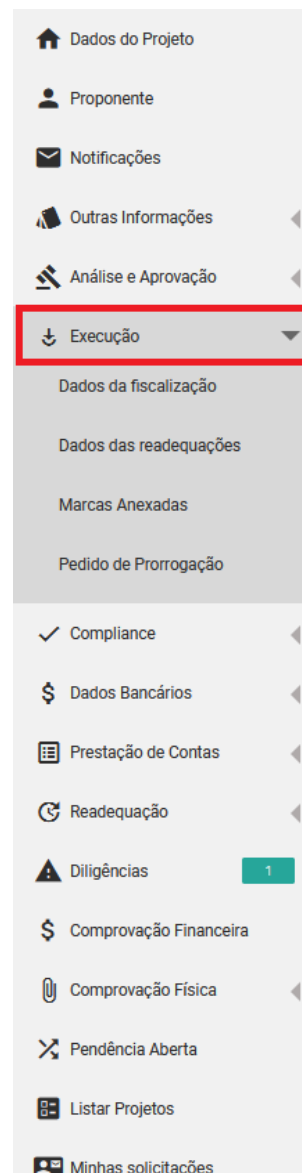 Dados do Projeto
Proponente
Notificações
Outras Informações
Análise e Aprovação
Execução
Dados da fiscalização
Dados das readequações
Marcas Anexadas
Pedido de Prorrogação
Compliance
$ Dados Bancários
Prestação de Contas
Readequação
Diligências 1
$ Comprovação Financeira
Comprovação Física
Pendência Aberta
Listar Projetos
Minhas solicitações